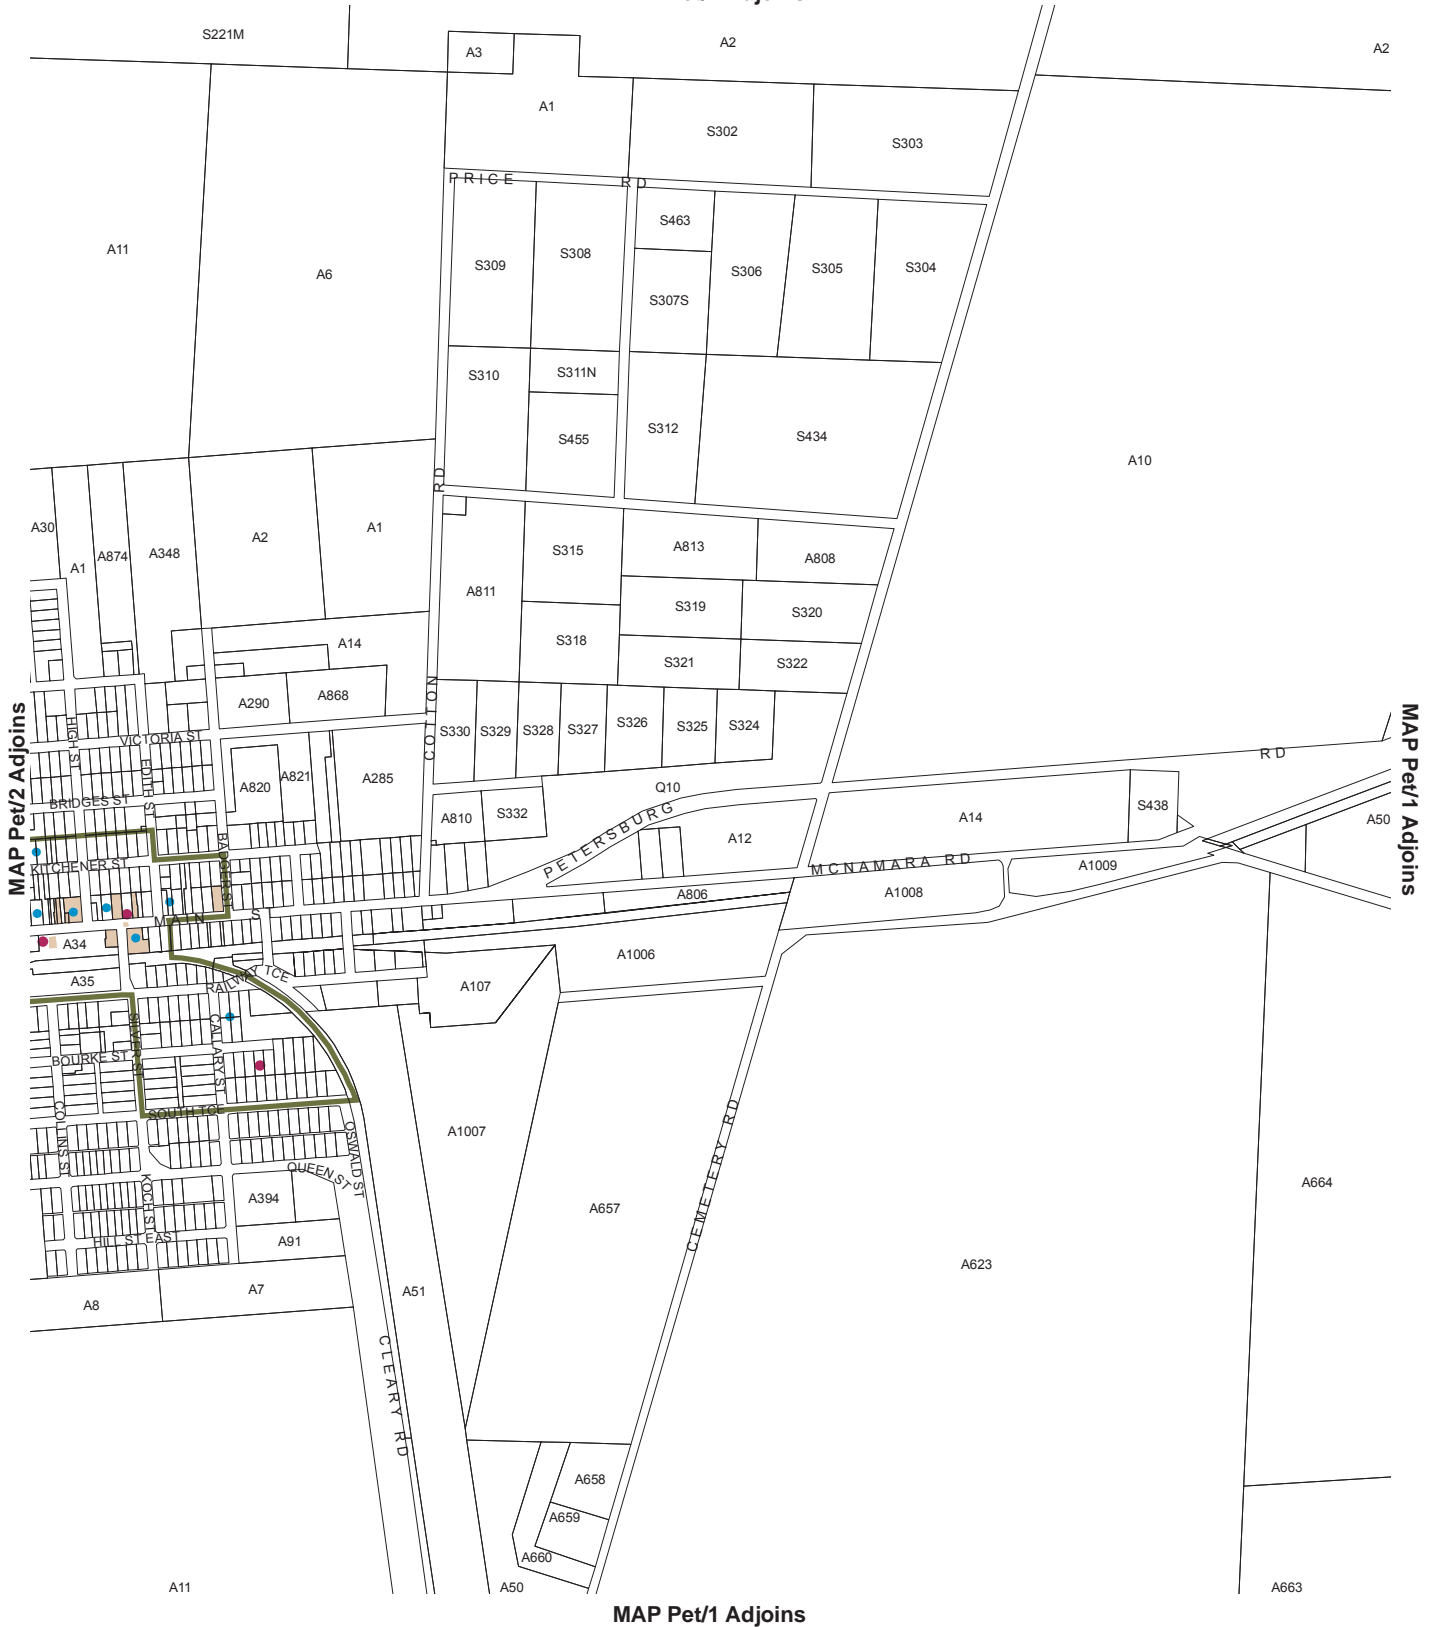 S221M
A3
A2
A2
A1
S302
S303
PRICE RD
A11
A6
S309
S308
S463
S307S
S306
S305
S304
S310
S311N
S455
S312
S434
A10
RD
A30
A1
A874
A348
A2
A1
A811
S315
A813
A808
S319
S320
S318
S321
S322
A14
A290
A868
COTTON
S330
S329
S328
S327
S326
S325
S324
MAP Pet/2 Adjoins
MAP Pet/1 Adjoins
HIGH ST
VICTORIA ST
EDITH ST
A820
A821
A285
RD
Q10
BRIDGES ST
A810
S332
PETERSBURG
A12
A14
S438
A50
BADGER ST
KITCHENER ST
MCNAMARA RD
A1009
A806
A1008
MAIN ST
A34
A1006
A35
RAILWAY TCE
A107
SILVER ST
CALLARY ST
BOURKE ST
SOUTH TCE
COLLINS ST
OSWALD ST
A1007
CEMETERY RD
QUEEN ST
KOCH ST
A394
A657
A664
HILL ST EAST
A91
A623
A7
A8
A51
CLEARY RD
A658
A659
A660
A11
A50
A663
MAP Pet/1 Adjoins